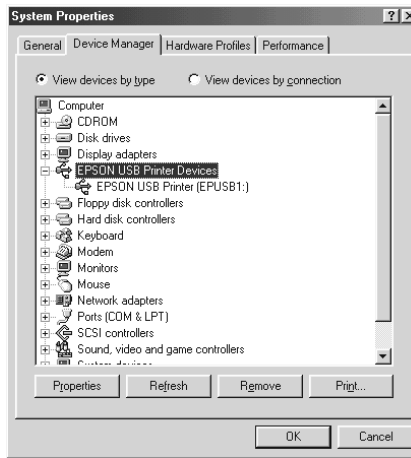 System Properties
General Device Manager Hardware Profiles Performance
View devices by type View devices by connection
Computer
CDROM
Disk drives
Display adapters
EPSON USB Printer Devices
EPSON USB Printer (EPUSB1:)
Floppy disk controllers
Hard disk controllers
Keyboard
Modem
Monitors
Mouse
Network adapters
Ports (COM & LPT)
SCSI controllers
Sound, video and game controllers
System devices
Properties Refresh Remove Print...
OK Cancel